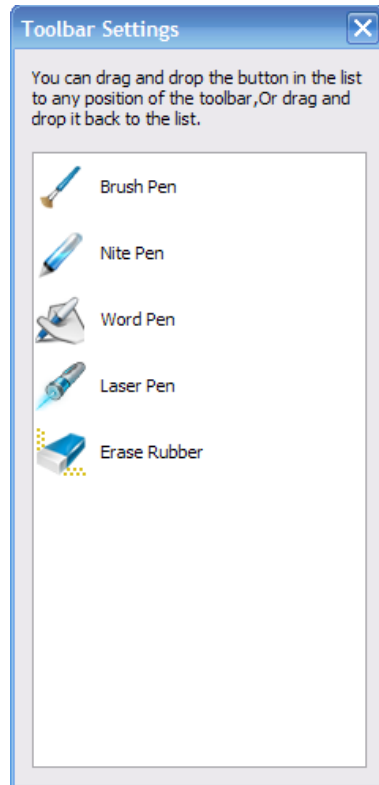 Toolbar Settings
You can drag and drop the button in the list
to any position of the toolbar,Or drag and
drop it back to the list.
Brush Pen
Nite Pen
Word Pen
Laser Pen
Erase Rubber